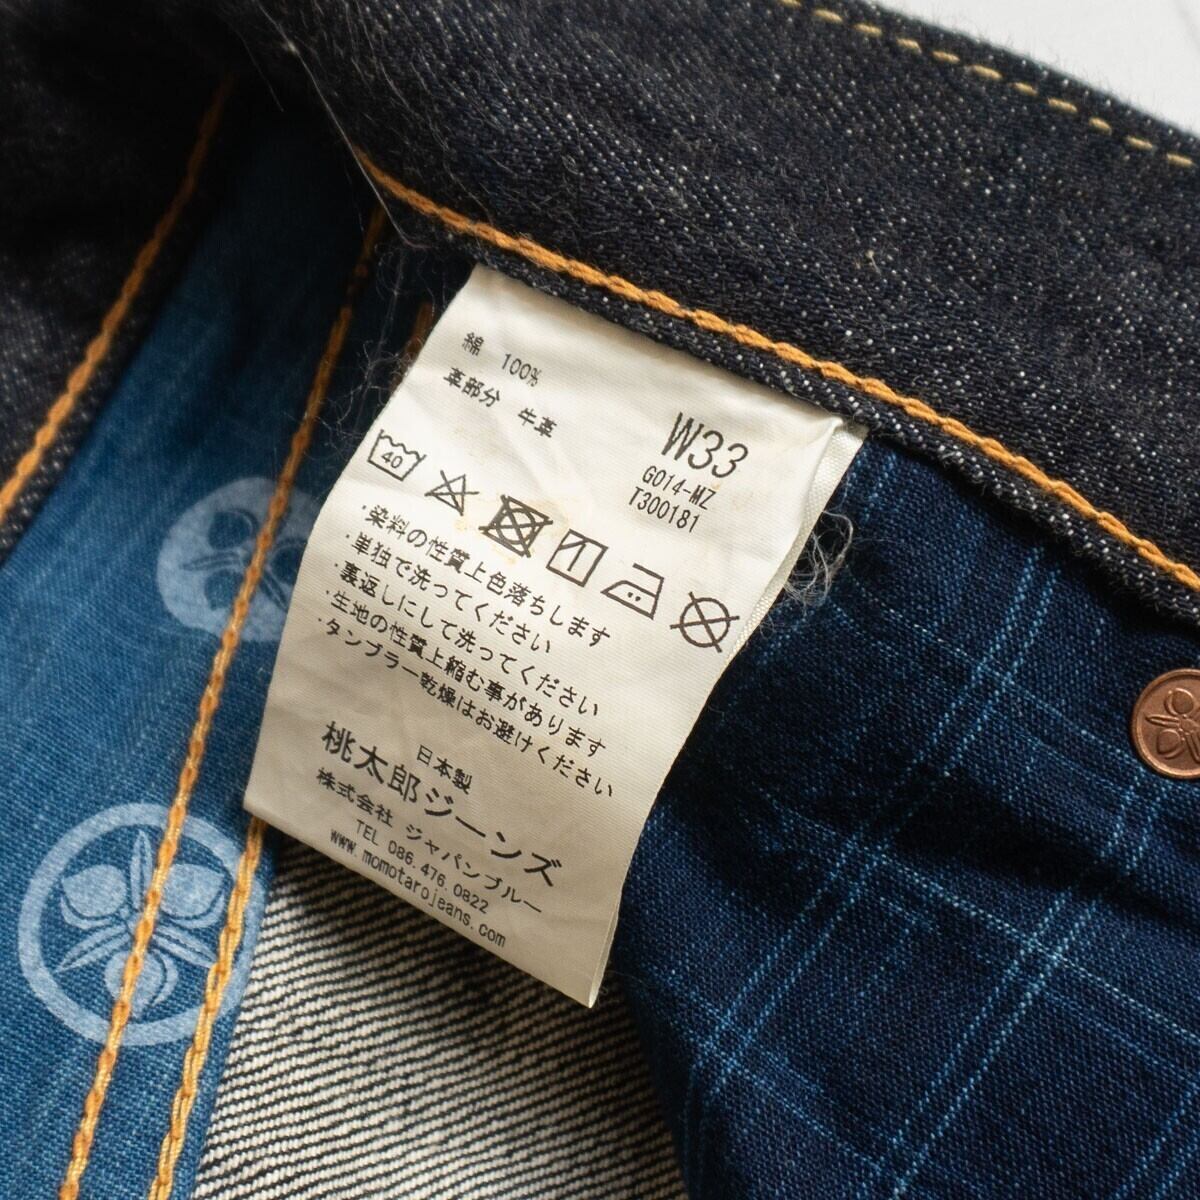 綿 100%
革部分 牛革
W33
G014-MZ
T300181
40
・染料の性質上色落ちします
・単独で洗ってください
・裏返しにして洗ってください
・生地の性質上縮む事があります
・タンブラー乾燥はお避けください
日本製
桃太郎ジーンズ
株式会社 ジャパンブルー
TEL 086.476.0822
www.momotarojeans.com